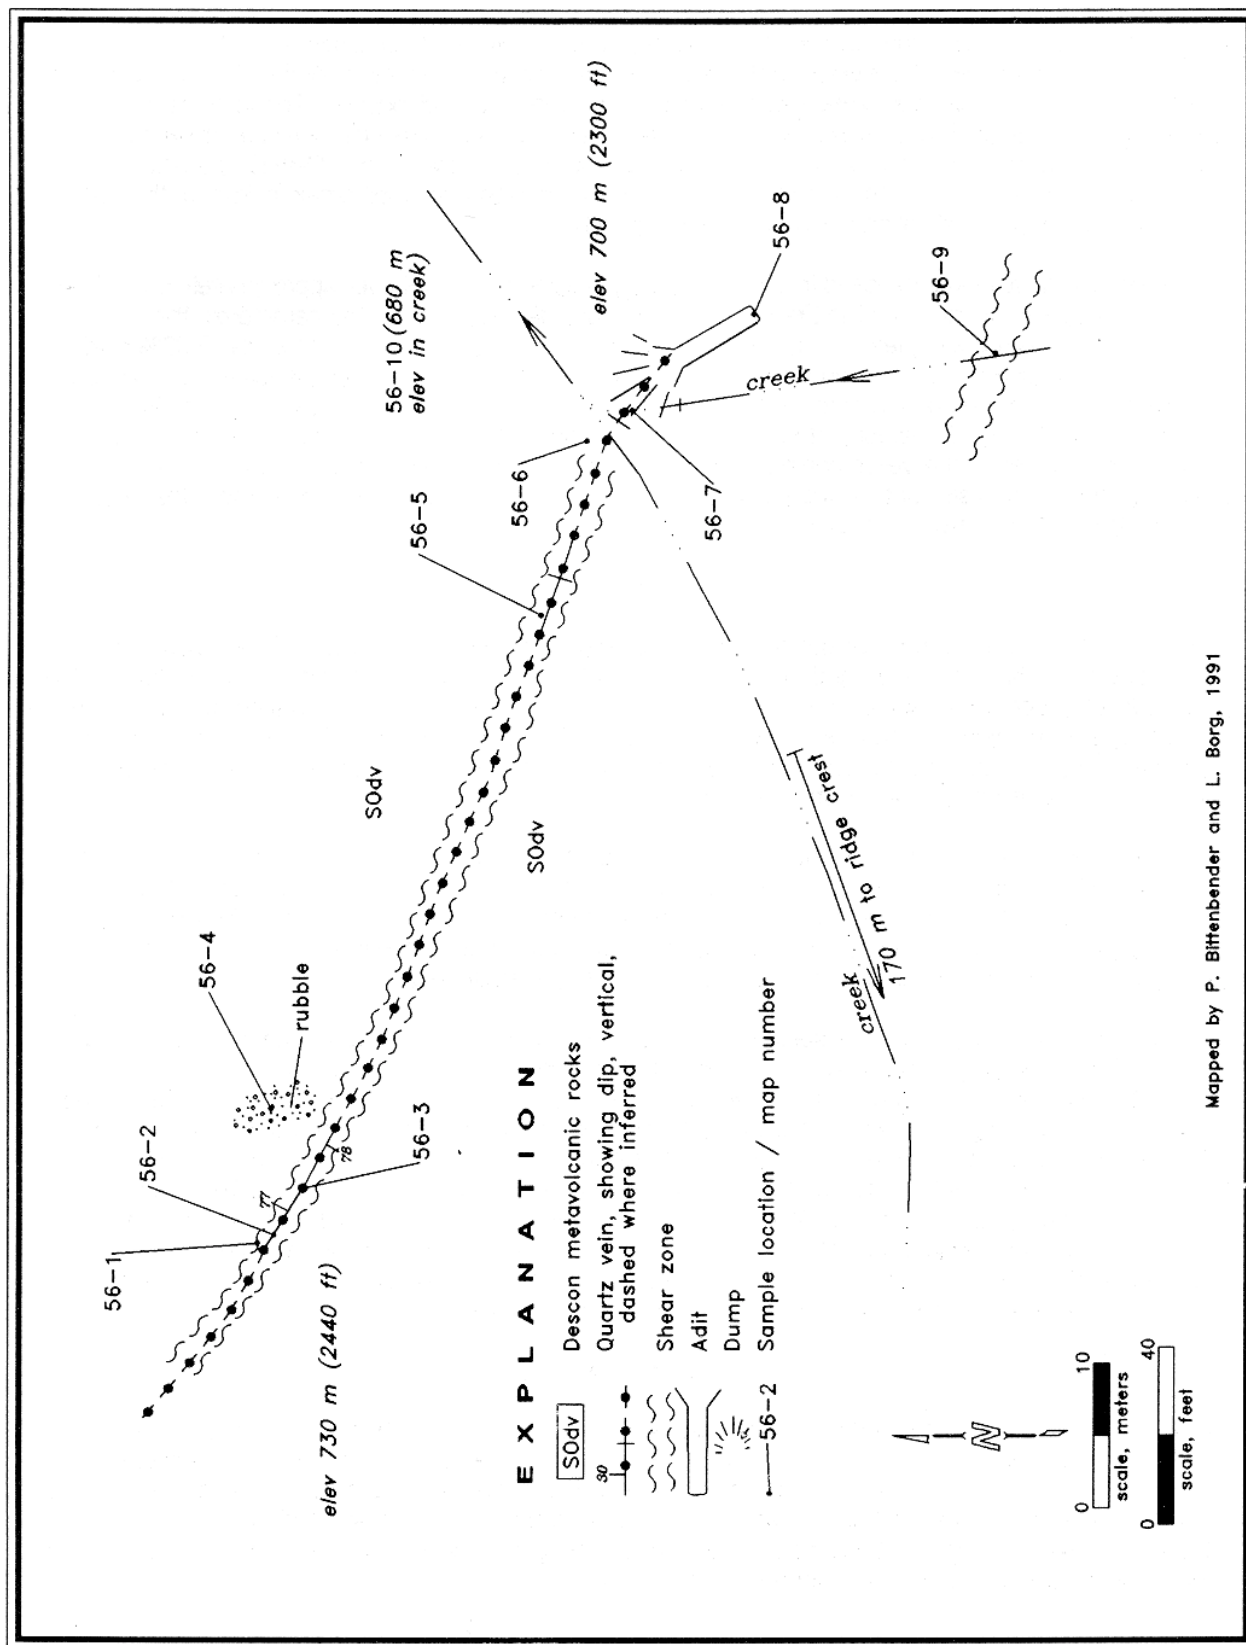 56-1
56-2
56-4
rubble
77
78
56-3
elev 730 m (2440 ft)
SOdv
SOdv
56-5
56-6
56-7
56-10 (680 m
elev in creek)
elev 700 m (2300 ft)
56-8
creek
56-9
creek
170 m to ridge crest
EXPLANATION
SOdv
Descon metavolcanic rocks
30
Quartz vein, showing dip, vertical,
dashed where inferred
Shear zone
Adit
Dump
56-2
Sample location / map number
N
0 10
scale, meters
0 40
scale, feet
Mapped by P. Bittenbender and L. Borg, 1991